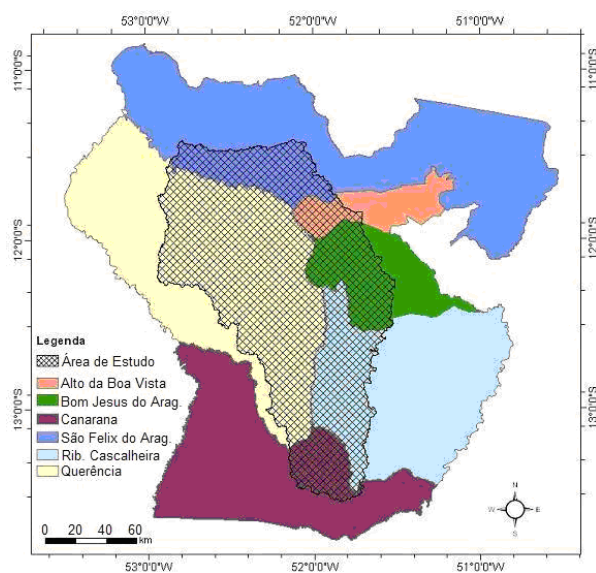 53°0'0"W 52°0'0"W 51°0'0"W
11°0'0"S 11°0'0"S
12°0'0"S 12°0'0"S
13°0'0"S 13°0'0"S
Legenda
Área de Estudo
Alto da Boa Vista
Bom Jesus do Arag.
Canarana
São Felix do Arag.
Rib. Cascalheira
Querência
0 20 40 60
km
N
W E
S
53°0'0"W 52°0'0"W 51°0'0"W